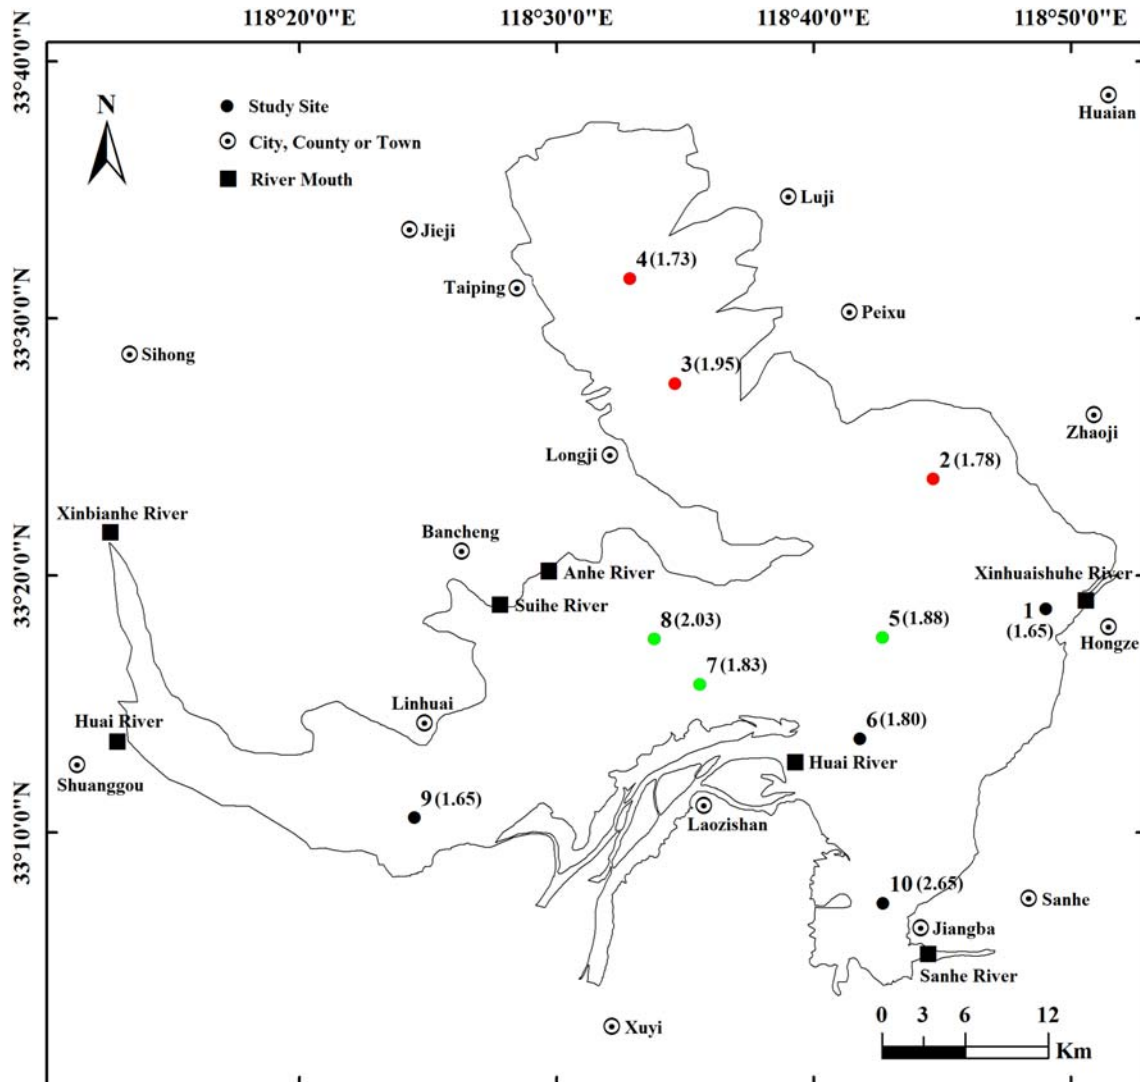 118°20'0"E
118°30'0"E
118°40'0"E
118°50'0"E
33°40'0"N
33°30'0"N
33°20'0"N
33°10'0"N
N
Study Site
City, County or Town
River Mouth
Huaian
Luji
Jieji
4 (1.73)
Taiping
Peixu
Sihong
3 (1.95)
Zhaoji
Longji
2 (1.78)
Xinbianhe River
Bancheng
Anhe River
Xinhuaishuhe River
Suihe River
1
(1.65)
8 (2.03)
5 (1.88)
Hongze
7 (1.83)
Linhuai
Huai River
6 (1.80)
Huai River
Shuanggou
9 (1.65)
Laozishan
10 (2.65)
Sanhe
Jiangba
Sanhe River
Xuyi
0 3 6 12
Km